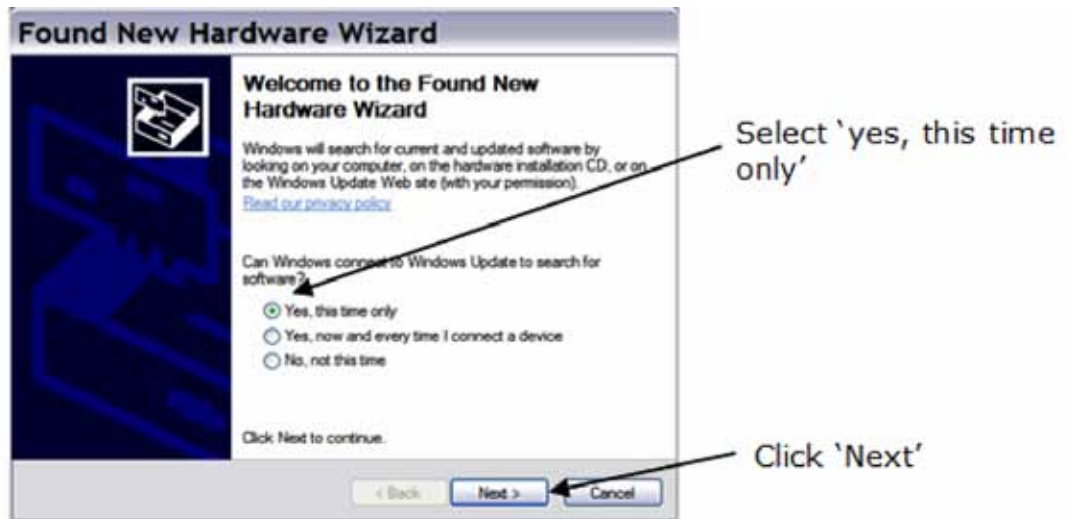 Found New Hardware Wizard
Welcome to the Found New
Hardware Wizard
Windows will search for current and updated software by
looking on your computer, on the hardware installation CD, or on
the Windows Update Web site (with your permission).
Read our privacy policy
Can Windows connect to Windows Update to search for
software?
Yes, this time only
Yes, now and every time I connect a device
No, not this time
Click Next to continue.
< Back
Next >
Cancel
Select ‘yes, this time
only’
Click ‘Next’